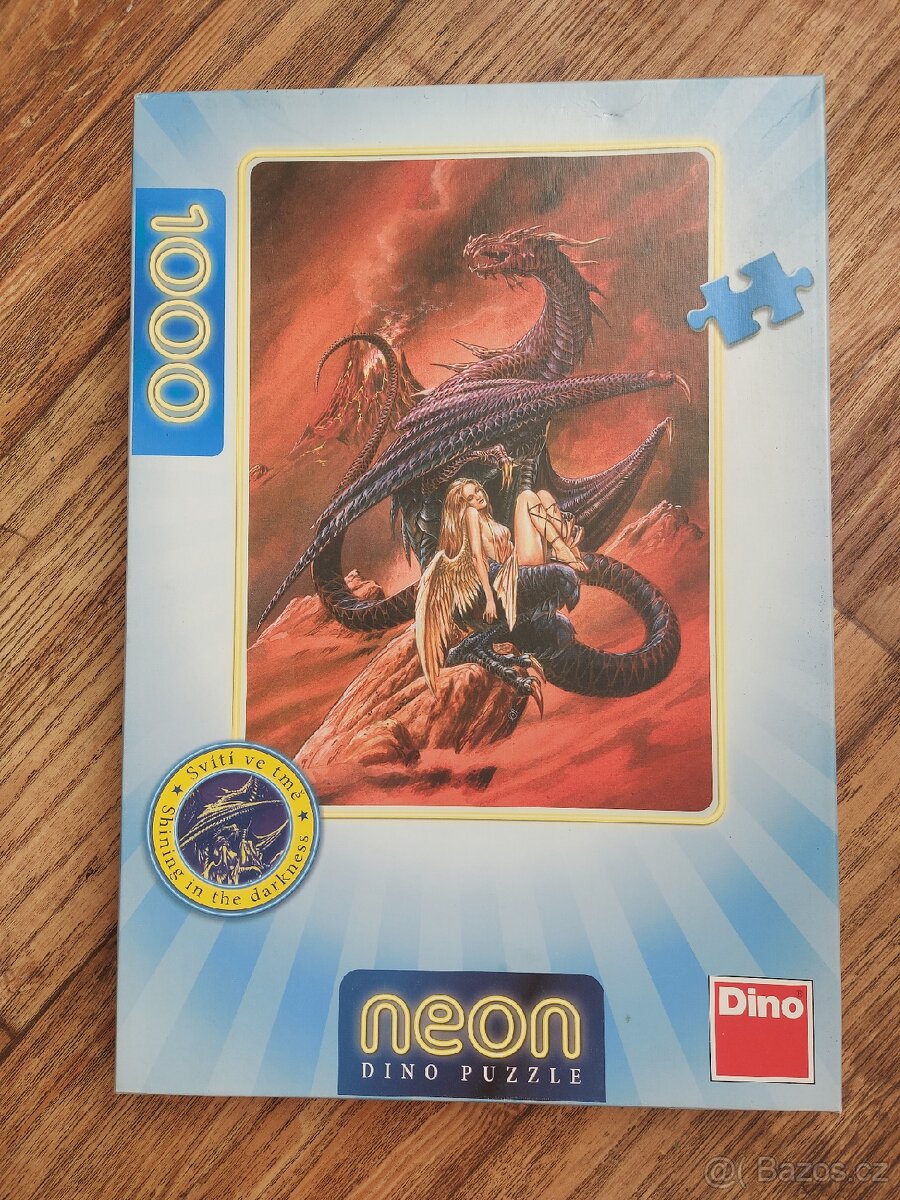 1000
Svítí ve tmě
Shining in the darkness
neon
DINO PUZZLE
Dino
@( Bazos.cz